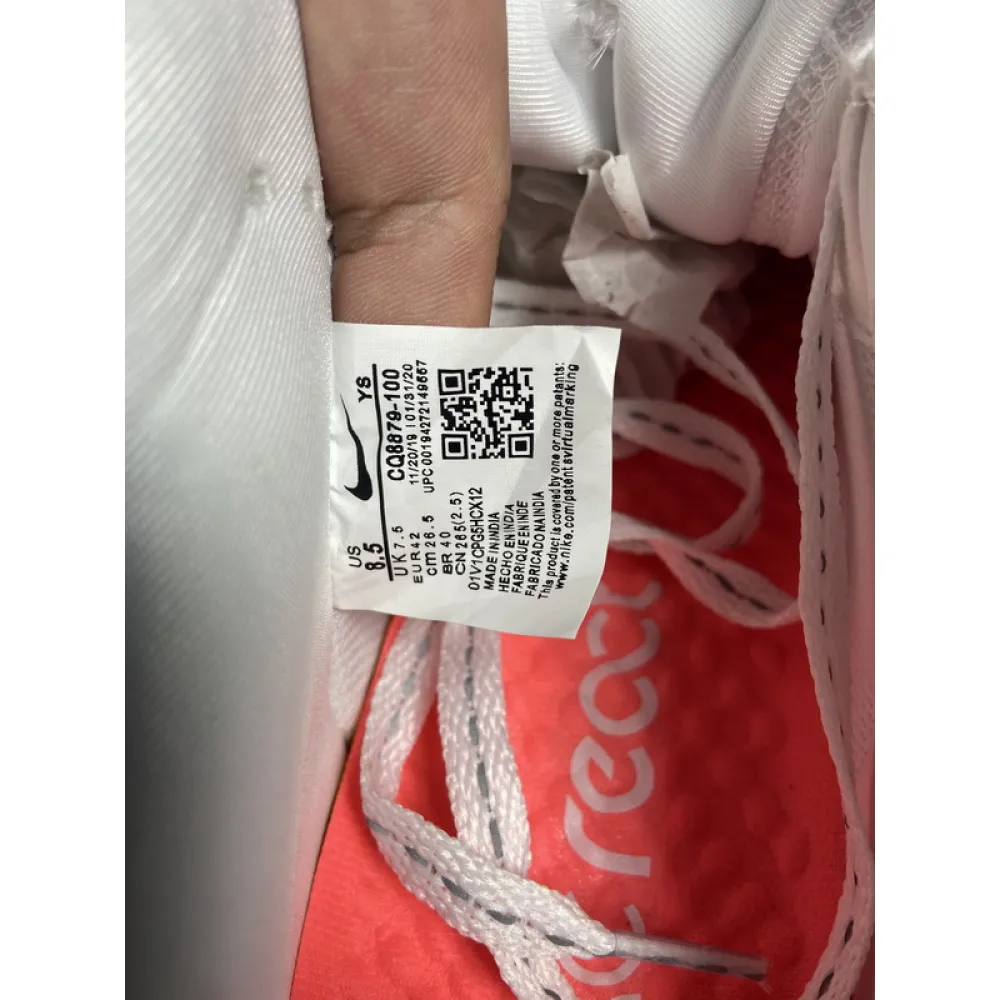 US YS
8.5 CQ8879-100
UK 7.5 11/20/19 | 01/31/20
EUR 42 UPC 00194272149557
cm 26.5
BR 40
CN 265(2.5)
01V1CPG5HCX12
MADE IN INDIA
HECHO EN INDIA
FABRIQUE EN INDE
FABRICADO NA INDIA
This product is covered by one or more patents:
www.nike.com/patentsvirtualmarking
react